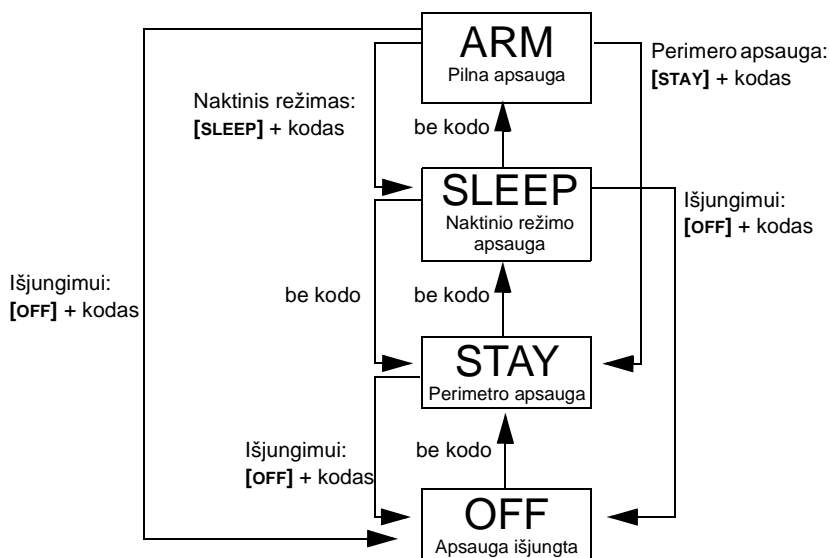 ARM
Pilna apsauga
Perimero apsauga:
[STAY] + kodas
Naktinis režimas:
[SLEEP] + kodas
be kodo
SLEEP
Naktinio režimo
apsauga
Išjungimui:
[OFF] + kodas
Išjungimui:
[OFF] + kodas
be kodo
be kodo
STAY
Perimetro apsauga
Išjungimui:
[OFF] + kodas
be kodo
OFF
Apsauga išjungta